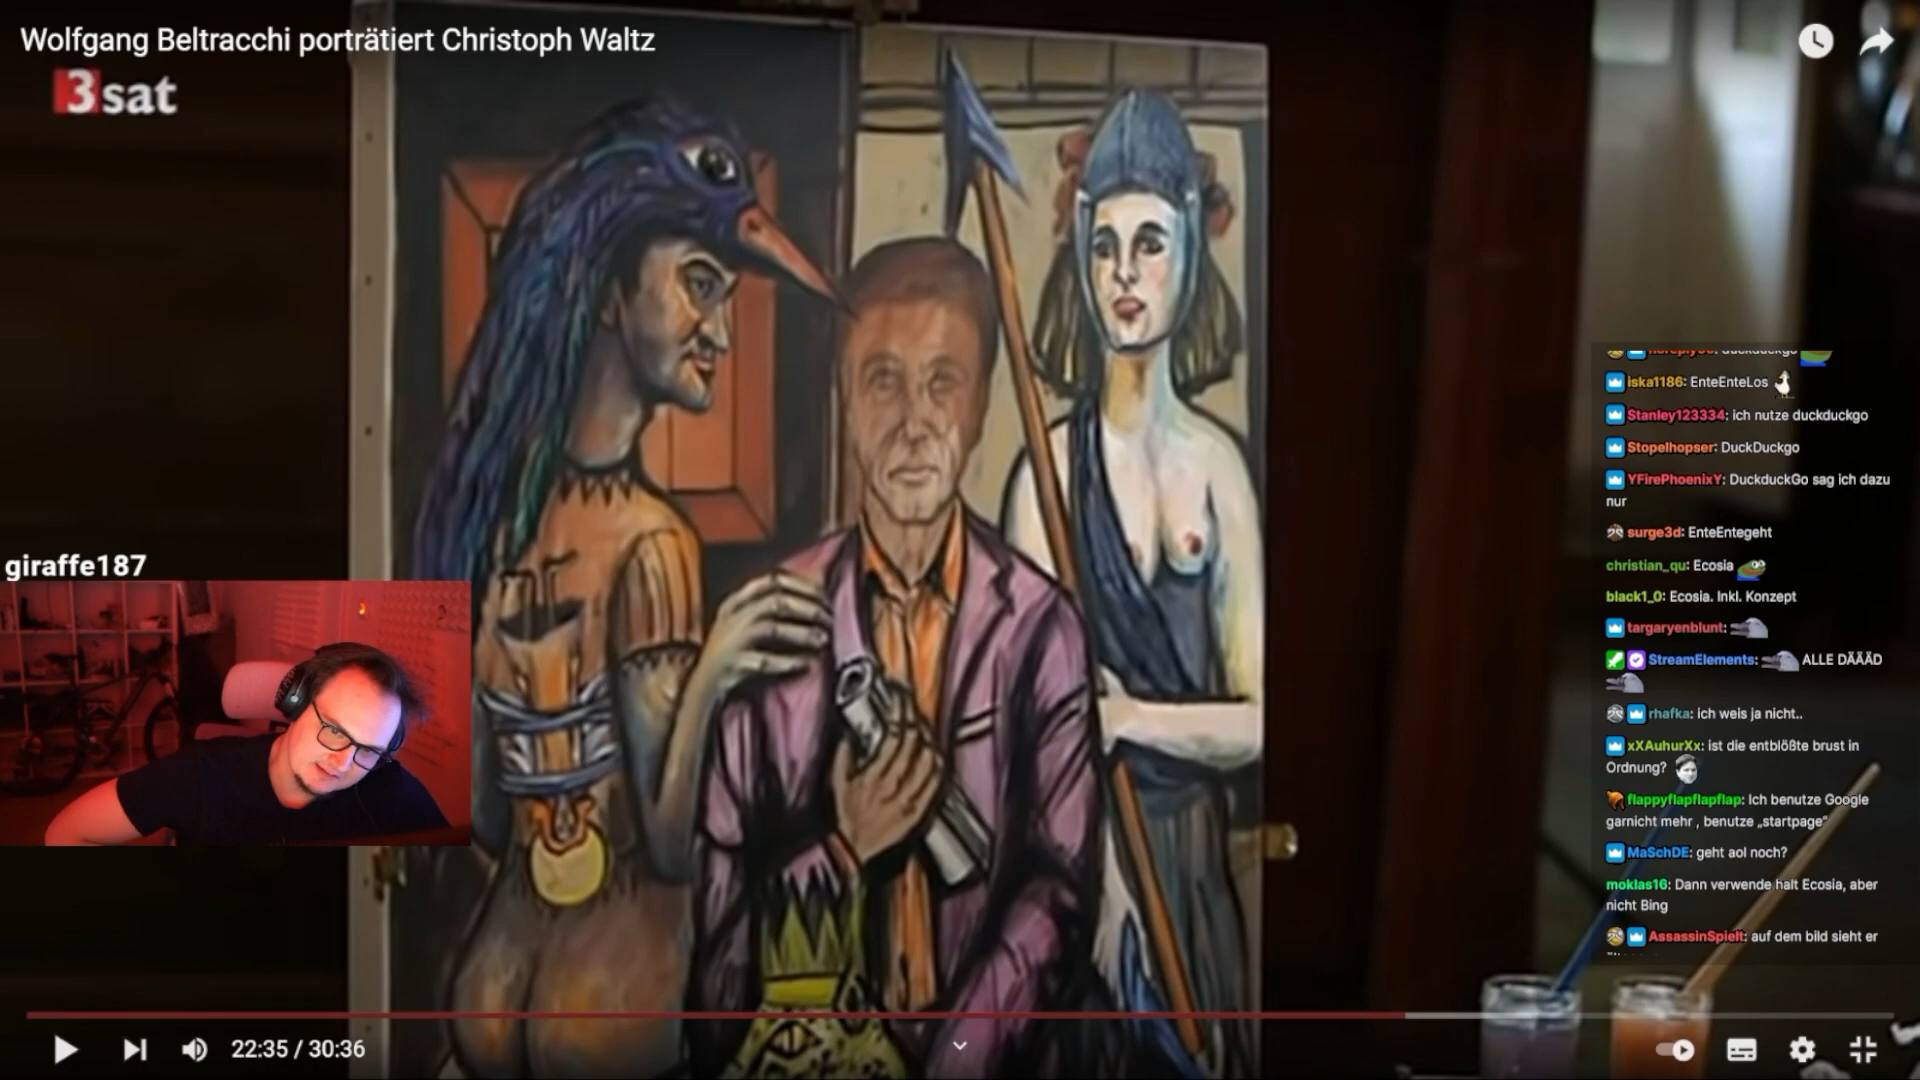 Wolfgang Beltracchi porträtiert Christoph Waltz
3sat
giraffe187
iska1186: EnteEnteLos
Stanley123334: ich nutze duckduckgo
Stopelhopser: DuckDuckgo
YFirePhoenixY: DuckduckGo sag ich dazu
nur
surge3d: EnteEntegeht
christian_qu: Ecosia
black1_0: Ecosia. Inkl. Konzept
targaryenblunt:
StreamElements: ALLE DÄÄÄD
rhafka: ich weis ja nicht..
xXAuhurXx: ist die entblößte brust in
Ordnung?
flappyflapflapflap: Ich benutze Google
garnicht mehr , benutze „startpage“
MaSchDE: geht aol noch?
moklas16: Dann verwende halt Ecosia, aber
nicht Bing
AssassinSpielt: auf dem bild sieht er
22:35 / 30:36